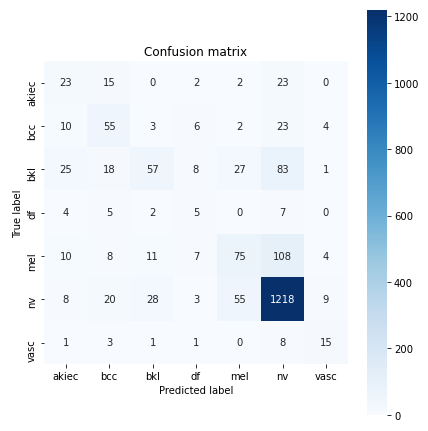 Confusion matrix
True label
akiec 23 15 0 2 2 23 0
bcc 10 55 3 6 2 23 4
bkl 25 18 57 8 27 83 1
df 4 5 2 5 0 7 0
mel 10 8 11 7 75 108 4
nv 8 20 28 3 55 1218 9
vasc 1 3 1 1 0 8 15
akiec bcc bkl df mel nv vasc
Predicted label
1200
1000
800
600
400
200
0